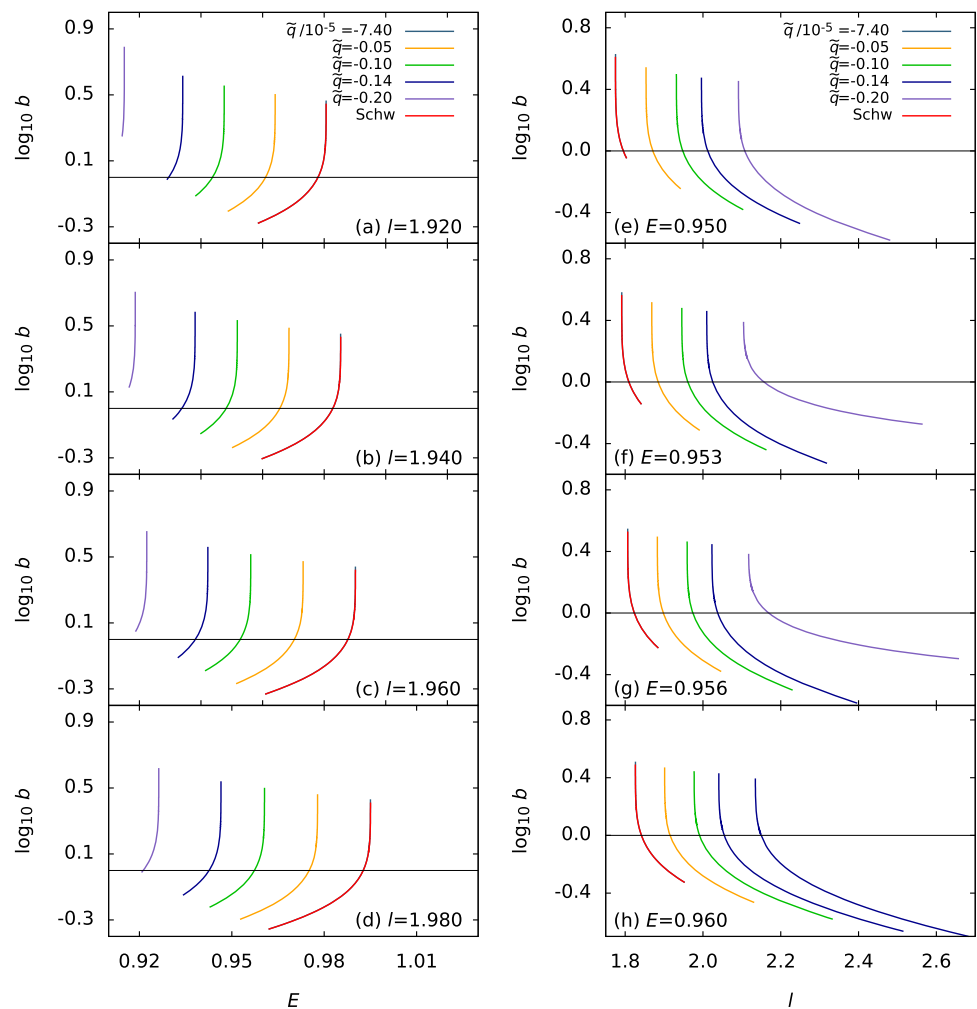 q̃ /10⁻⁵ =-7.40
q̃=-0.05
q̃=-0.10
q̃=-0.14
q̃=-0.20
Schw
0.9
0.5
0.1
-0.3
log₁₀ b
(a) l=1.920
q̃ /10⁻⁵ =-7.40
q̃=-0.05
q̃=-0.10
q̃=-0.14
q̃=-0.20
Schw
0.8
0.4
0.0
-0.4
log₁₀ b
(e) E=0.950
0.9
0.5
0.1
-0.3
log₁₀ b
(b) l=1.940
0.8
0.4
0.0
-0.4
log₁₀ b
(f) E=0.953
0.9
0.5
0.1
-0.3
log₁₀ b
(c) l=1.960
0.8
0.4
0.0
-0.4
log₁₀ b
(g) E=0.956
0.9
0.5
0.1
-0.3
log₁₀ b
(d) l=1.980
0.8
0.4
0.0
-0.4
log₁₀ b
(h) E=0.960
0.92 0.95 0.98 1.01
E
1.8 2.0 2.2 2.4 2.6
l